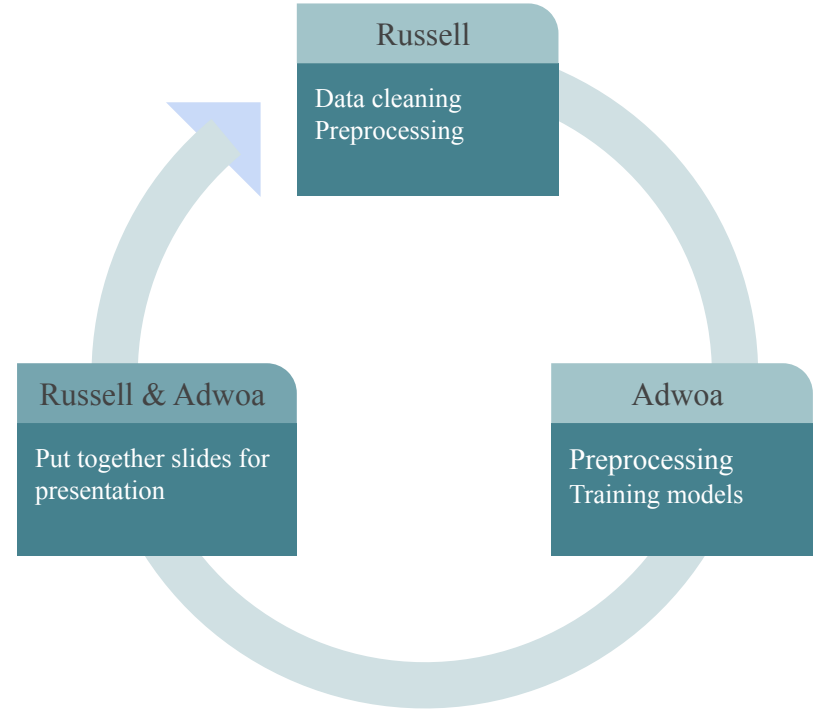 Russell
Data cleaning
Preprocessing
Adwoa
Preprocessing
Training models
Russell & Adwoa
Put together slides for
presentation